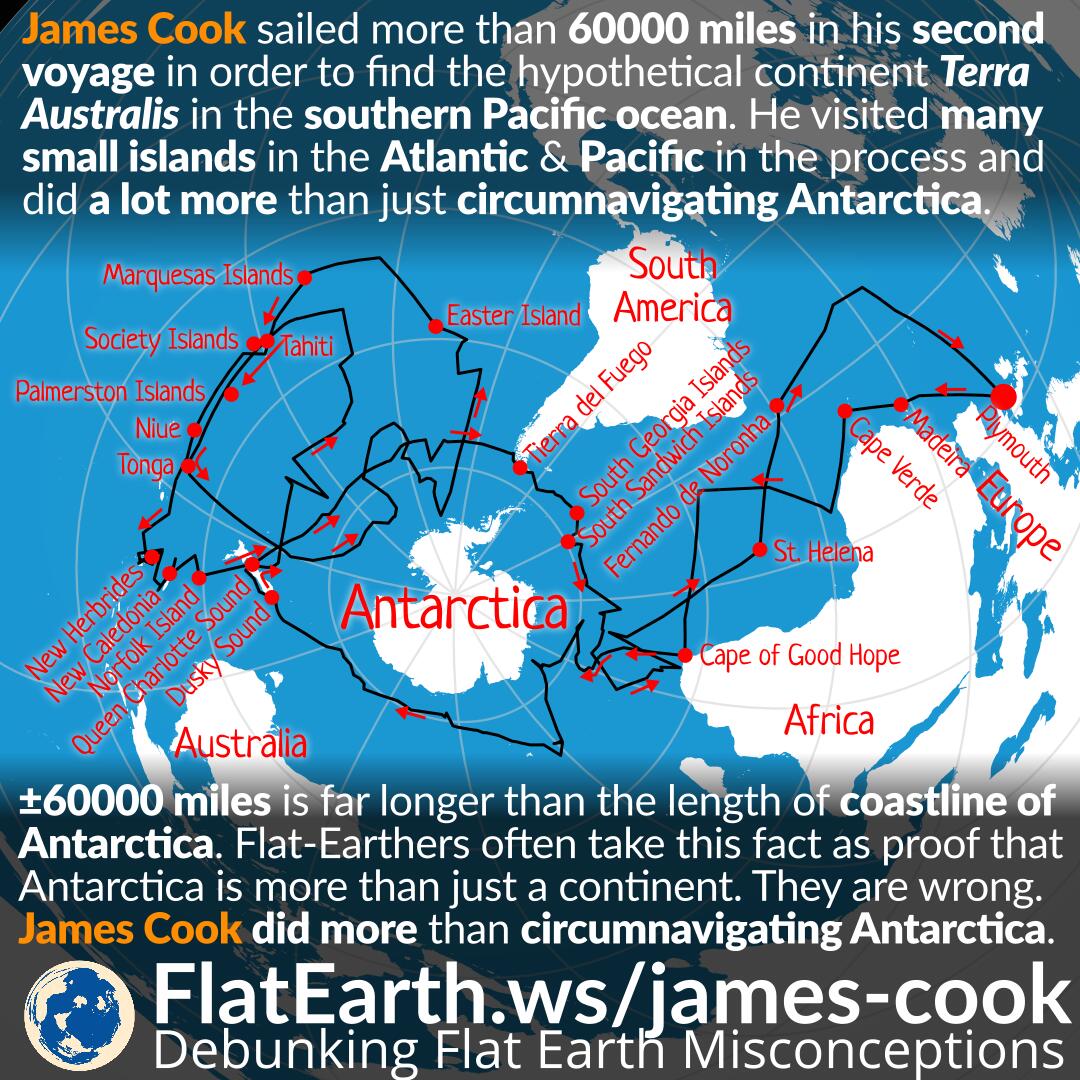 James Cook sailed more than 60000 miles in his second
voyage in order to find the hypothetical continent Terra
Australis in the southern Pacific ocean. He visited many
small islands in the Atlantic & Pacific in the process and
did a lot more than just circumnavigating Antarctica.
Marquesas Islands
Society Islands
Tahiti
Palmerston Islands
Niue
Tonga
Easter Island
South
America
Tierra del Fuego
South Georgia Islands
South Sandwich Islands
Fernando de Noronha
Cape Verde
Madeira
Plymouth
Europe
St. Helena
New Herbrides
New Caledonia
Norfolk Island
Queen Charlotte Sound
Dusky Sound
Antarctica
Cape of Good Hope
Africa
Australia
±60000 miles is far longer than the length of coastline of
Antarctica. Flat-Earthers often take this fact as proof that
Antarctica is more than just a continent. They are wrong.
James Cook did more than circumnavigating Antarctica.
FlatEarth.ws/james-cook
Debunking Flat Earth Misconceptions